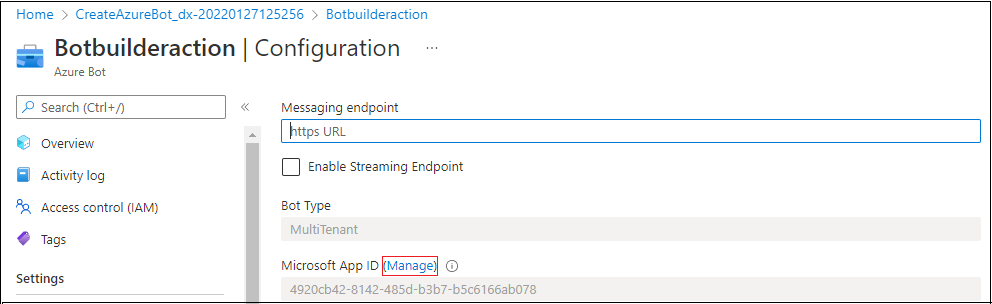 Home > CreateAzureBot_dx-20220127125256 > Botbuilderaction
Botbuilderaction | Configuration ...
Azure Bot
Search (Ctrl+/) «
Overview
Activity log
Access control (IAM)
Tags
Settings
Messaging endpoint
https URL
Enable Streaming Endpoint
Bot Type
MultiTenant
Microsoft App ID (Manage)
4920cb42-8142-485d-b3b7-b5c6166ab078